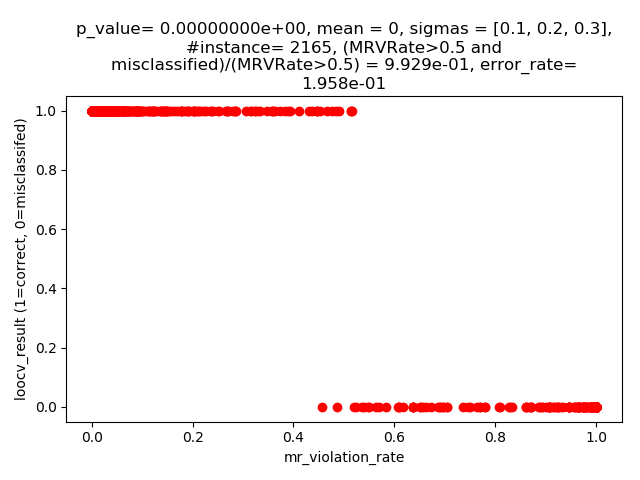 p_value= 0.00000000e+00, mean = 0, sigmas = [0.1, 0.2, 0.3],
#instance= 2165, (MRVRate>0.5 and
misclassified)/(MRVRate>0.5) = 9.929e-01, error_rate=
1.958e-01
loocv_result (1=correct, 0=misclassifed)
1.0
0.8
0.6
0.4
0.2
0.0
0.0 0.2 0.4 0.6 0.8 1.0
mr_violation_rate